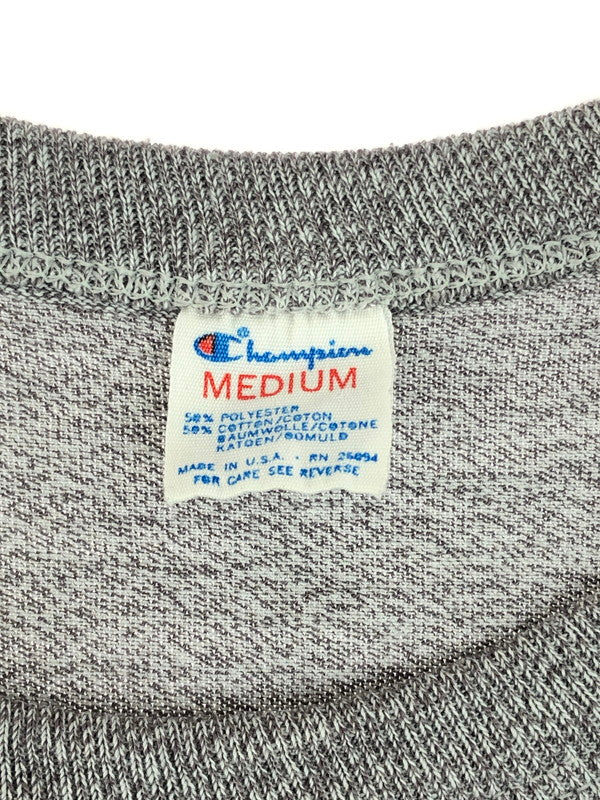 Champion®
MEDIUM
50% POLYESTER
50% COTTON/COTON
BAUMWOLLE/COTONE
KATOEN/BOMULD
MADE IN U.S.A. · RN 26094
FOR CARE SEE REVERSE